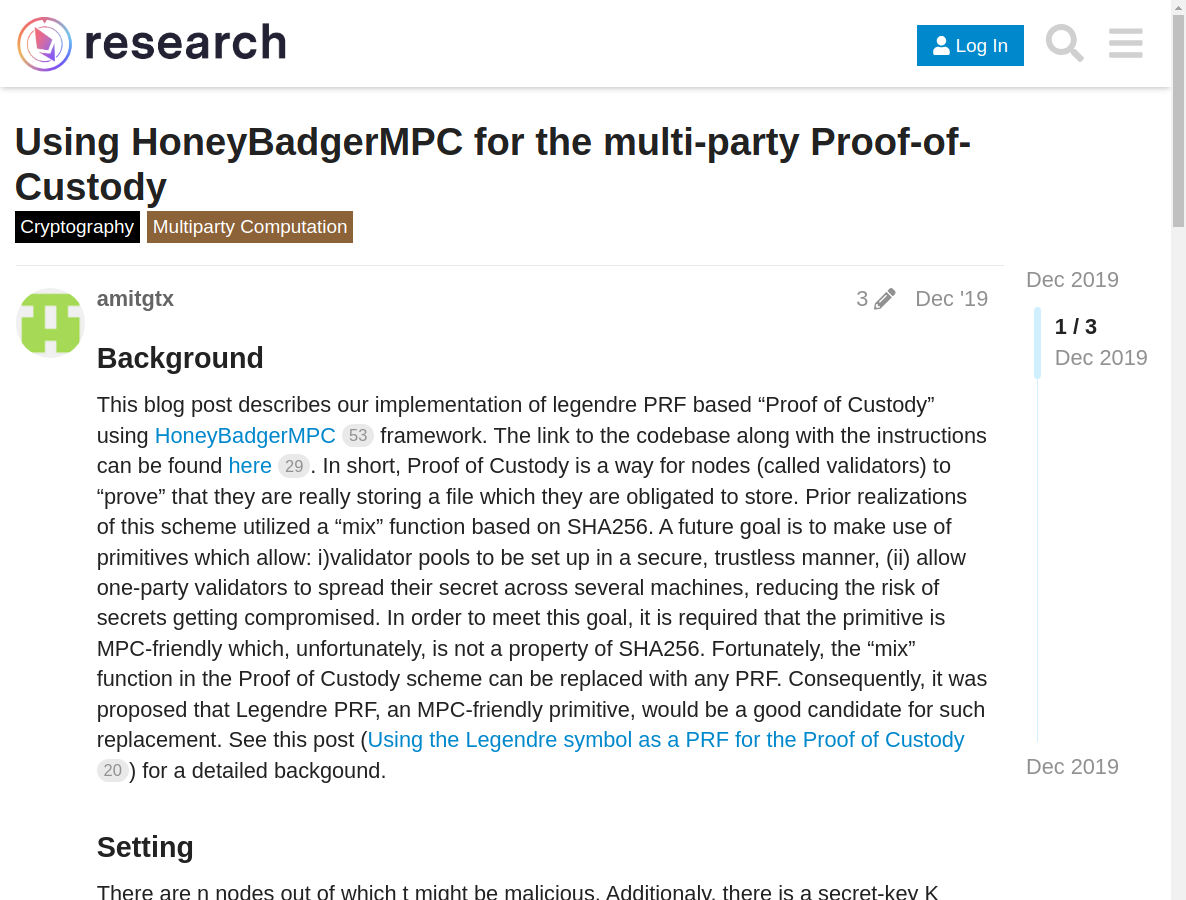 research
Log In
Using HoneyBadgerMPC for the multi-party Proof-of-
Custody
Cryptography Multiparty Computation
amitgtx 3 Dec '19
Background
This blog post describes our implementation of legendre PRF based “Proof of Custody”
using HoneyBadgerMPC 53 framework. The link to the codebase along with the instructions
can be found here 29. In short, Proof of Custody is a way for nodes (called validators) to
“prove” that they are really storing a file which they are obligated to store. Prior realizations
of this scheme utilized a “mix” function based on SHA256. A future goal is to make use of
primitives which allow: i)validator pools to be set up in a secure, trustless manner, (ii) allow
one-party validators to spread their secret across several machines, reducing the risk of
secrets getting compromised. In order to meet this goal, it is required that the primitive is
MPC-friendly which, unfortunately, is not a property of SHA256. Fortunately, the “mix”
function in the Proof of Custody scheme can be replaced with any PRF. Consequently, it was
proposed that Legendre PRF, an MPC-friendly primitive, would be a good candidate for such
replacement. See this post (Using the Legendre symbol as a PRF for the Proof of Custody
20) for a detailed backgound.
Setting
There are n nodes out of which t might be malicious. Additionaly, there is a secret-key K
Dec 2019
1 / 3
Dec 2019
Dec 2019